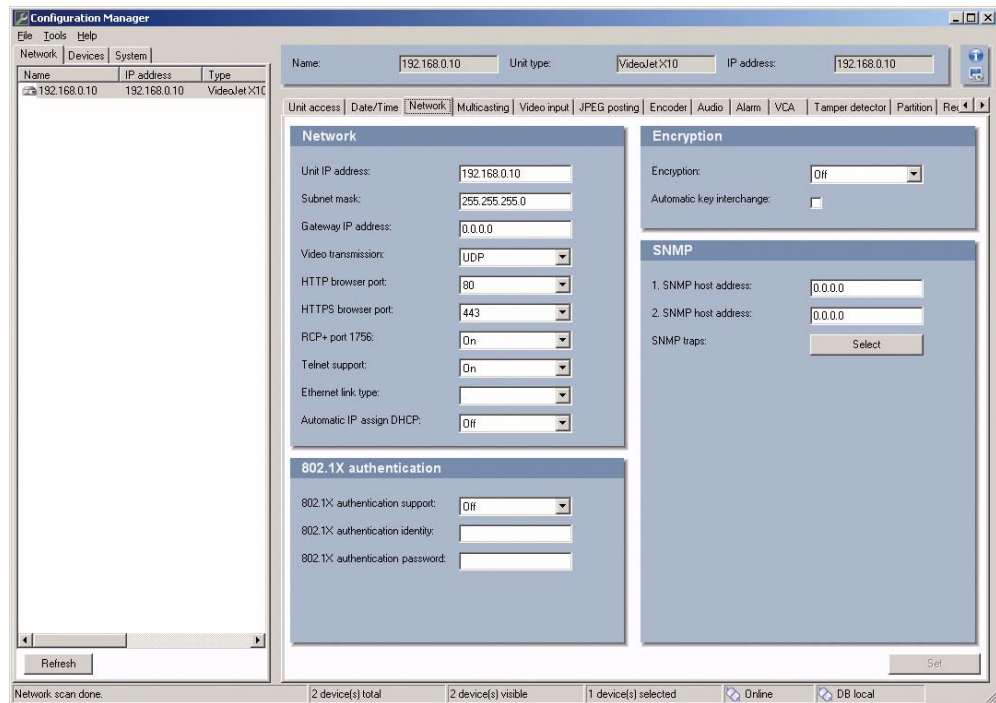 Configuration Manager
File Tools Help
Network Devices System
Name IP address Type
192.168.0.10 192.168.0.10 VideoJet X1C
Refresh
Name: 192.168.0.10 Unit type: VideoJet X10 IP address: 192.168.0.10
Unit access Date/Time Network Multicasting Video input JPEG posting Encoder Audio Alarm VCA Tamper detector Partition Rec
Network
Unit IP address: 192.168.0.10
Subnet mask: 255.255.255.0
Gateway IP address: 0.0.0.0
Video transmission: UDP
HTTP browser port: 80
HTTPS browser port: 443
RCP+ port 1756: On
Telnet support: On
Ethernet link type:
Automatic IP assign DHCP: Off
802.1X authentication
802.1X authentication support: Off
802.1X authentication identity:
802.1X authentication password:
Encryption
Encryption: Off
Automatic key interchange:
SNMP
1. SNMP host address: 0.0.0.0
2. SNMP host address: 0.0.0.0
SNMP traps: Select
Set
Network scan done. 2 device(s) total 2 device(s) visible 1 device(s) selected Online DB local